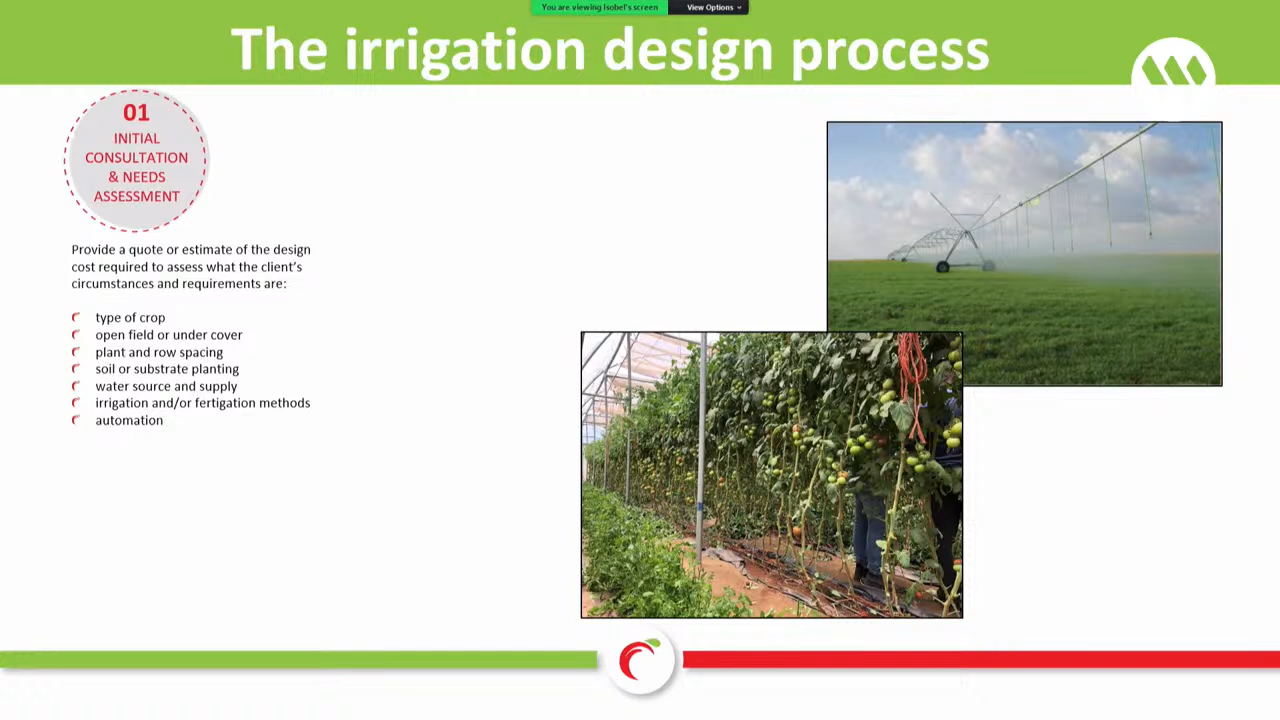 You are viewing Isobel's screen
View Options
The irrigation design process
01
INITIAL
CONSULTATION
& NEEDS
ASSESSMENT
Provide a quote or estimate of the design
cost required to assess what the client's
circumstances and requirements are:
type of crop
open field or under cover
plant and row spacing
soil or substrate planting
water source and supply
irrigation and/or fertigation methods
automation